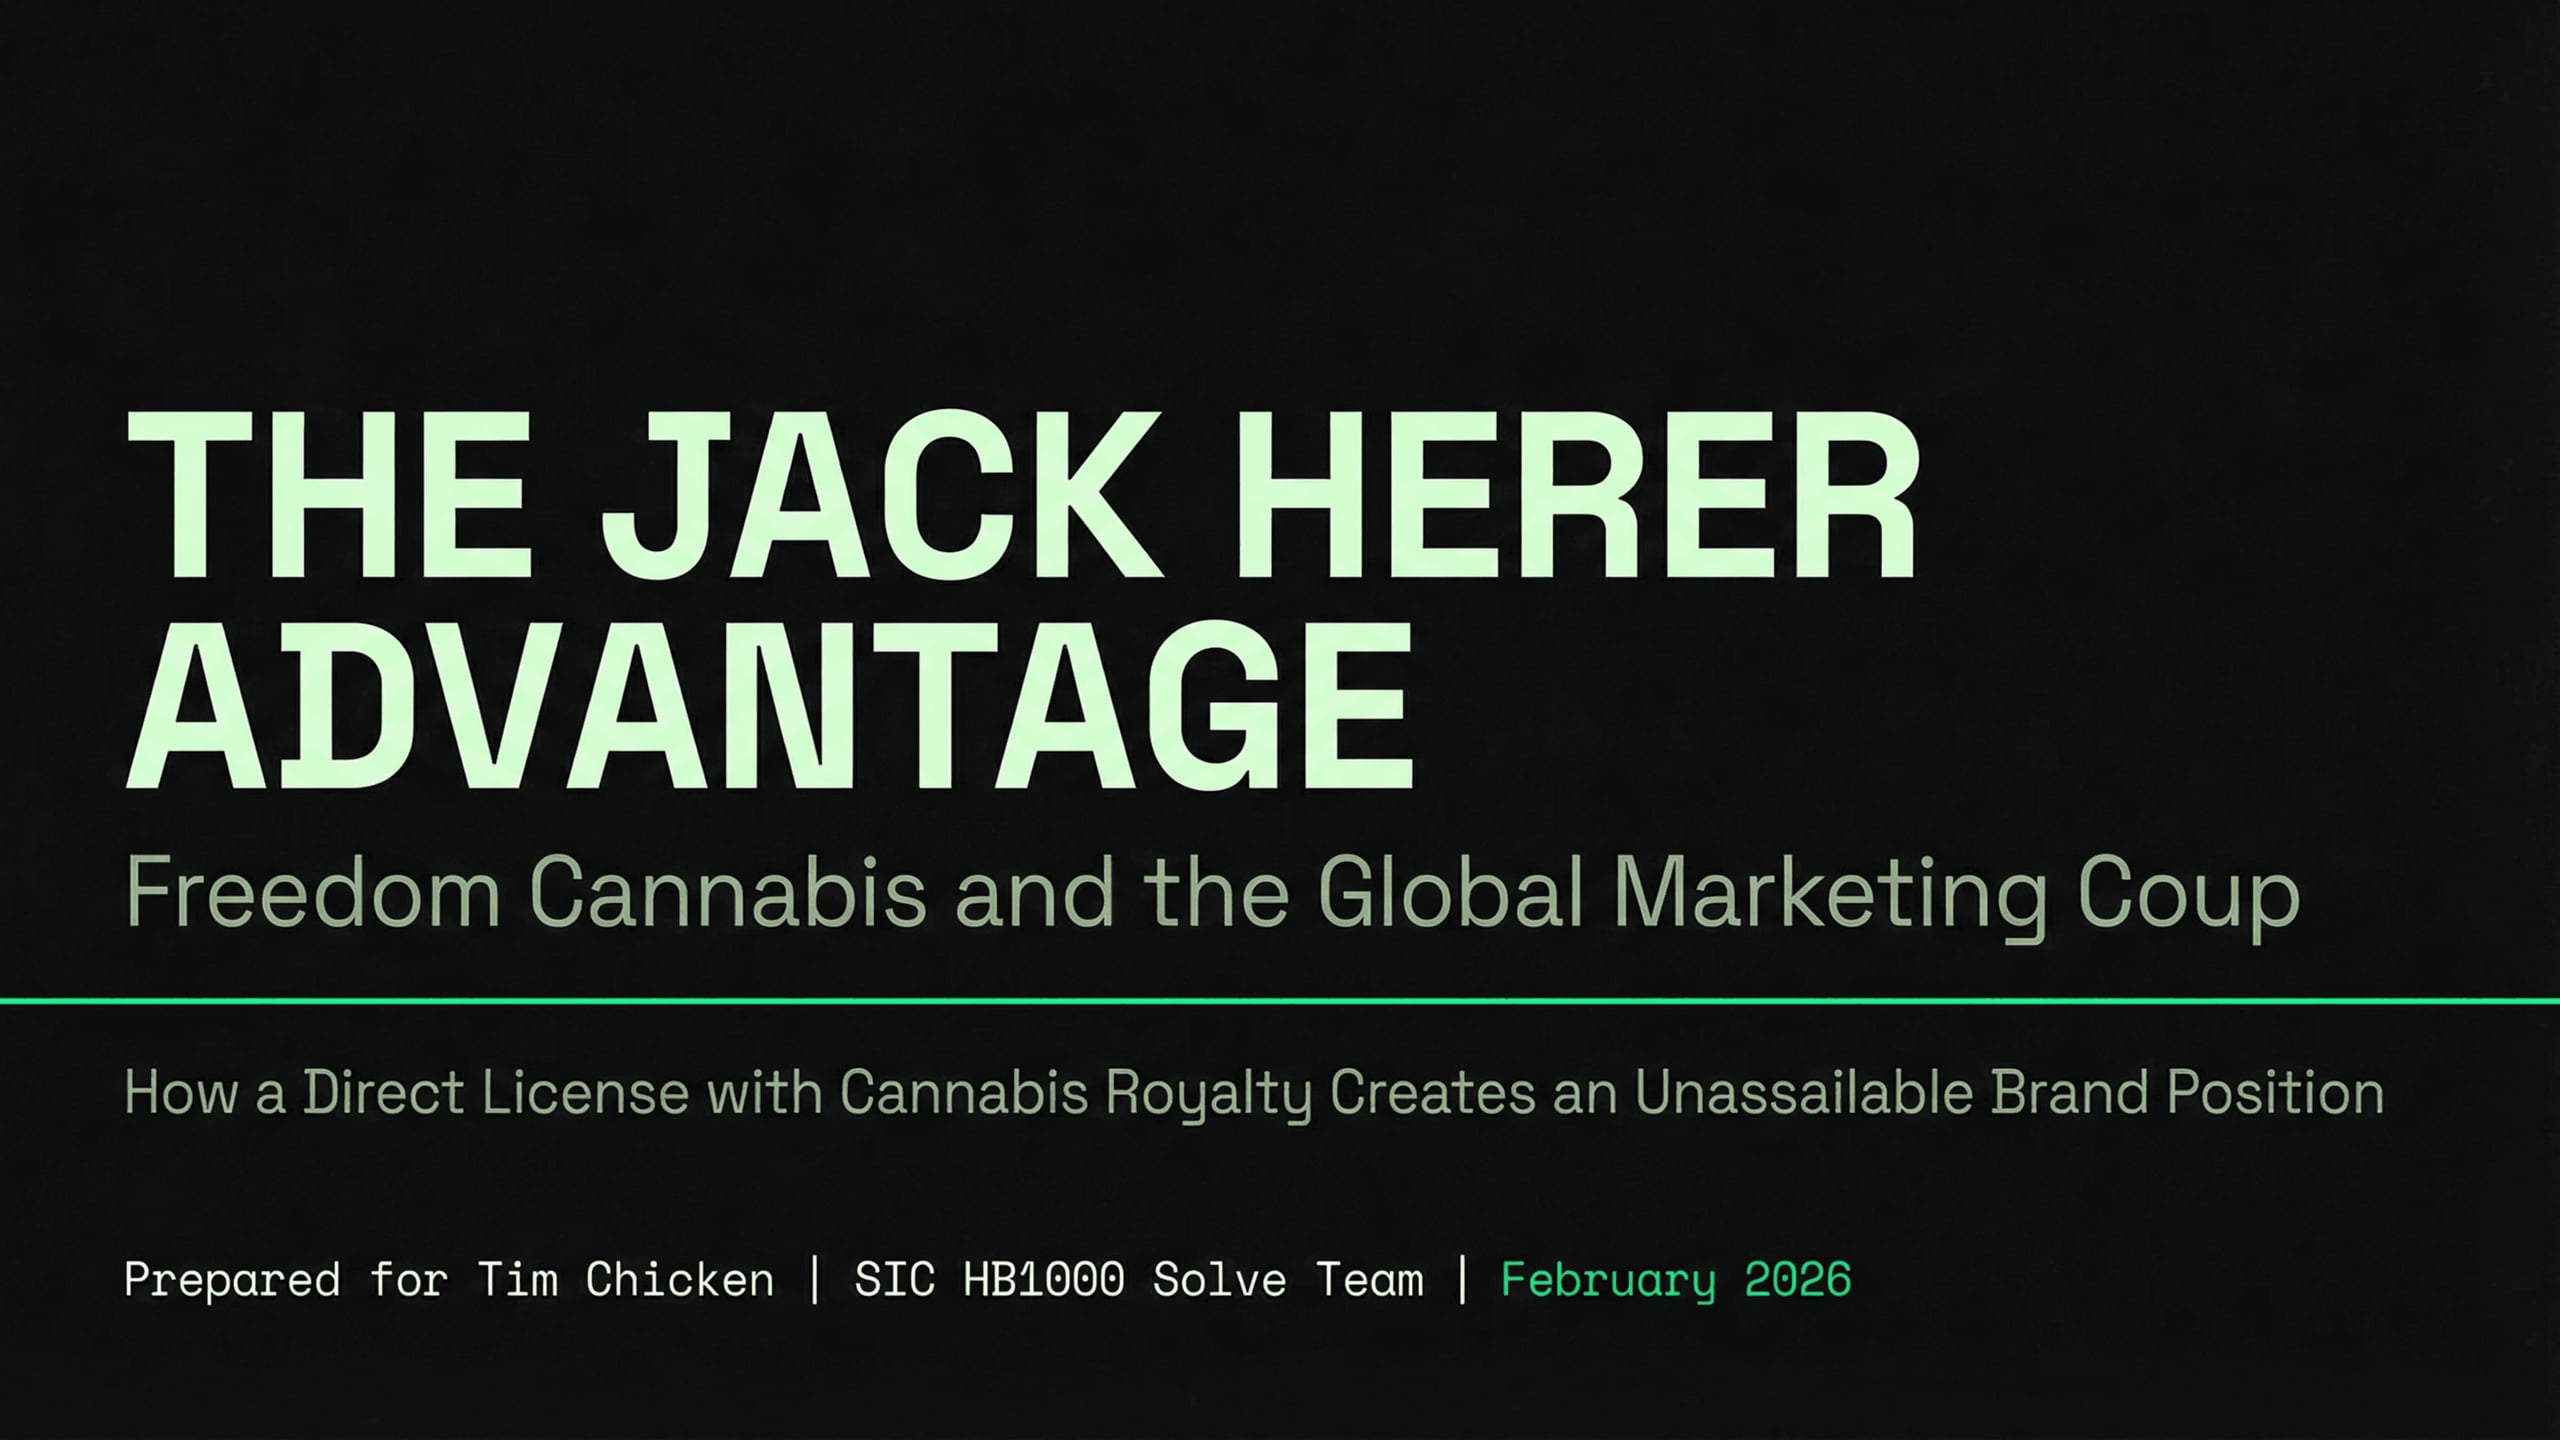 THE JACK HERER
ADVANTAGE
Freedom Cannabis and the Global Marketing Coup
How a Direct License with Cannabis Royalty Creates an Unassailable Brand Position
Prepared for Tim Chicken | SIC HB1000 Solve Team | February 2026